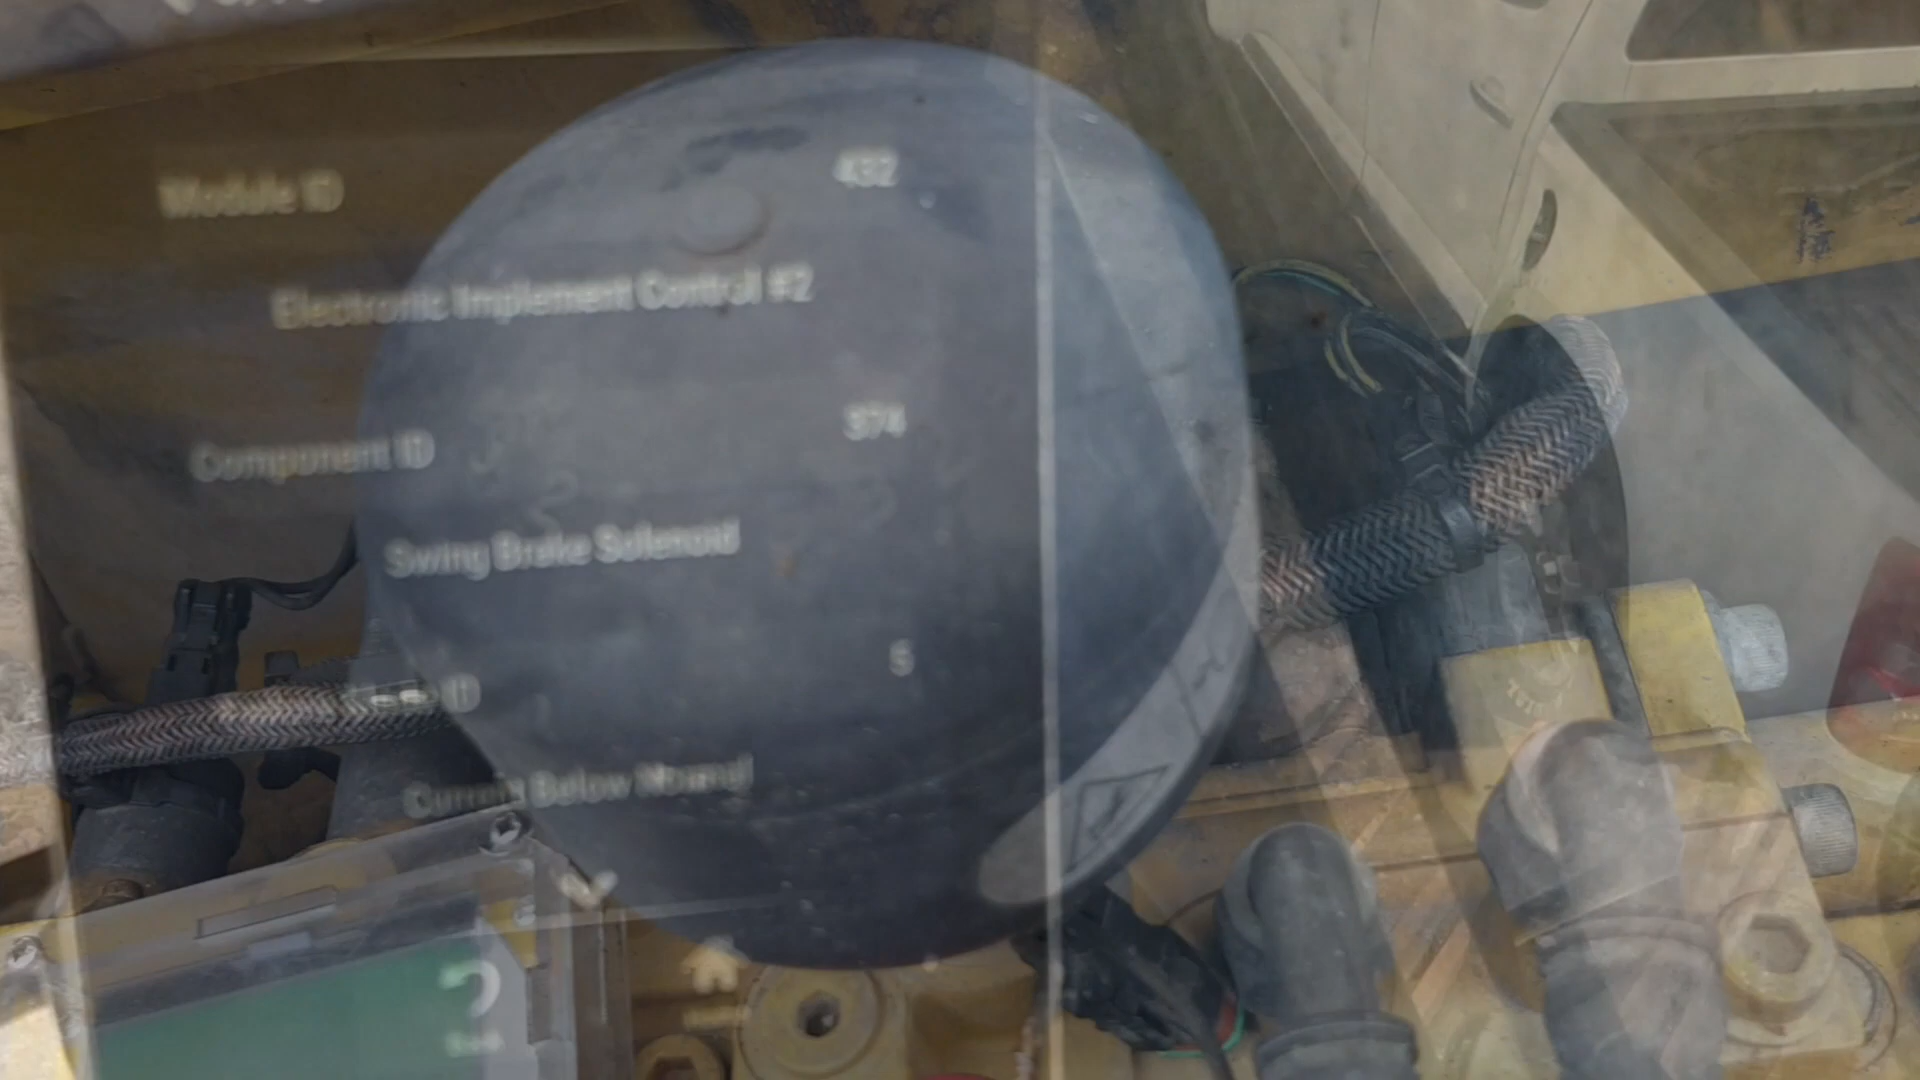 Module ID 432
Electronic Implement Control #2
Component ID 374
Swing Brake Solenoid
ID 5
Current Below Normal